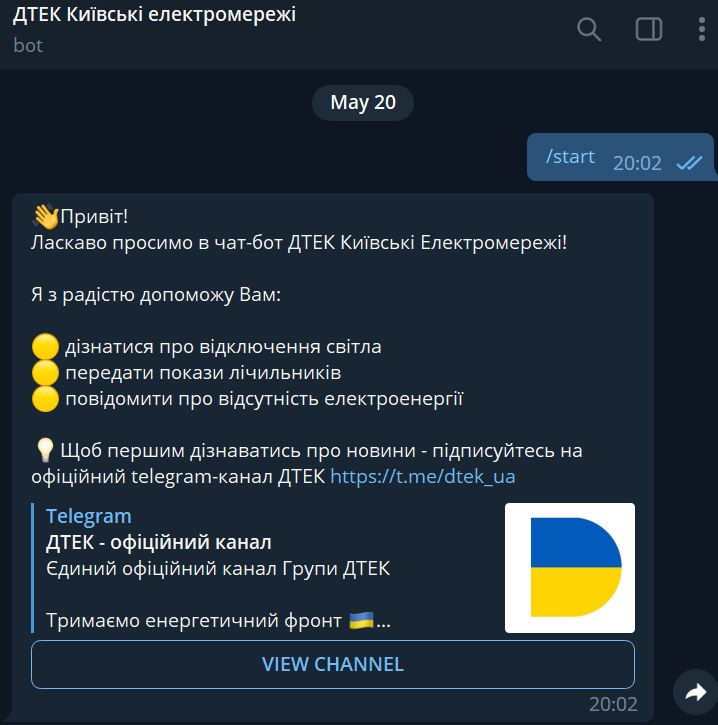 ДТЕК Київські електромережі
bot
May 20
/start 20:02
👋Привіт!
Ласкаво просимо в чат-бот ДТЕК Київські Електромережі!
Я з радістю допоможу Вам:
🟡 дізнатися про відключення світла
🟡 передати покази лічильників
🟡 повідомити про відсутність електроенергії
💡Щоб першим дізнаватись про новини - підписуйтесь на
офіційний telegram-канал ДТЕК https://t.me/dtek_ua
Telegram
ДТЕК - офіційний канал
Єдиний офіційний канал Групи ДТЕК
Тримаємо енергетичний фронт 🇺🇦...
VIEW CHANNEL
20:02